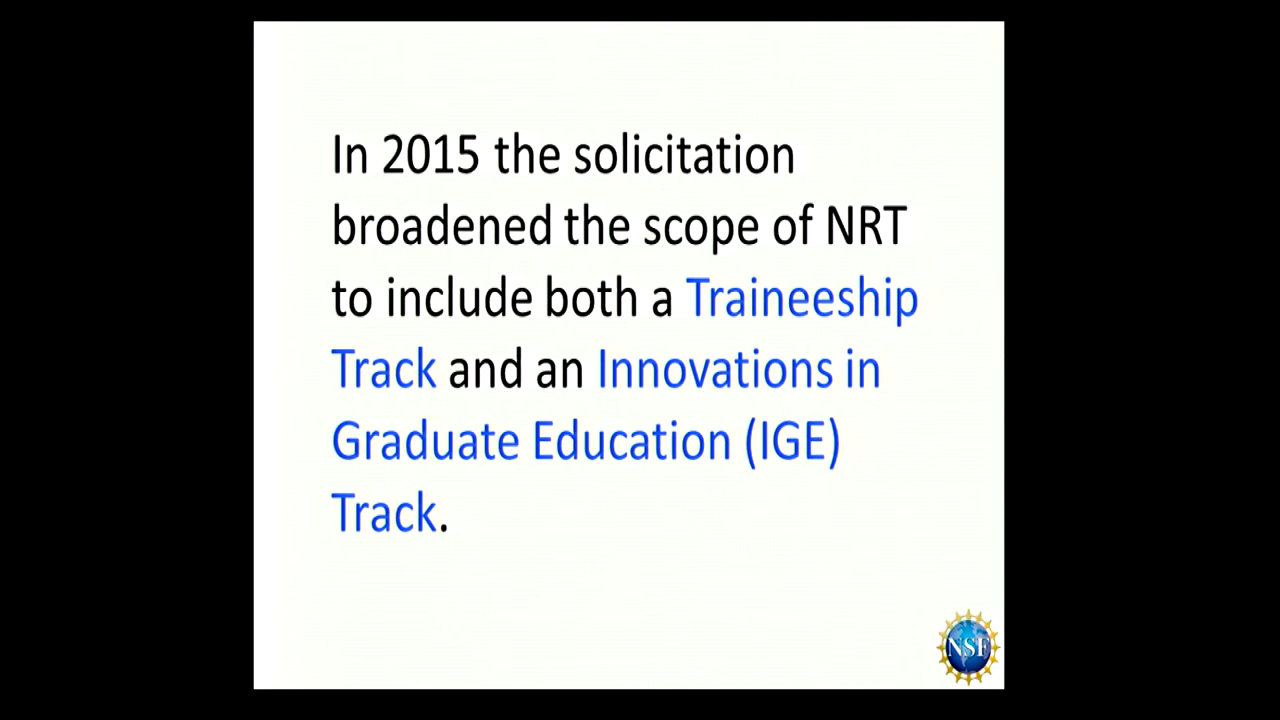 In 2015 the solicitation
broadened the scope of NRT
to include both a Traineeship
Track and an Innovations in
Graduate Education (IGE)
Track.
NSF